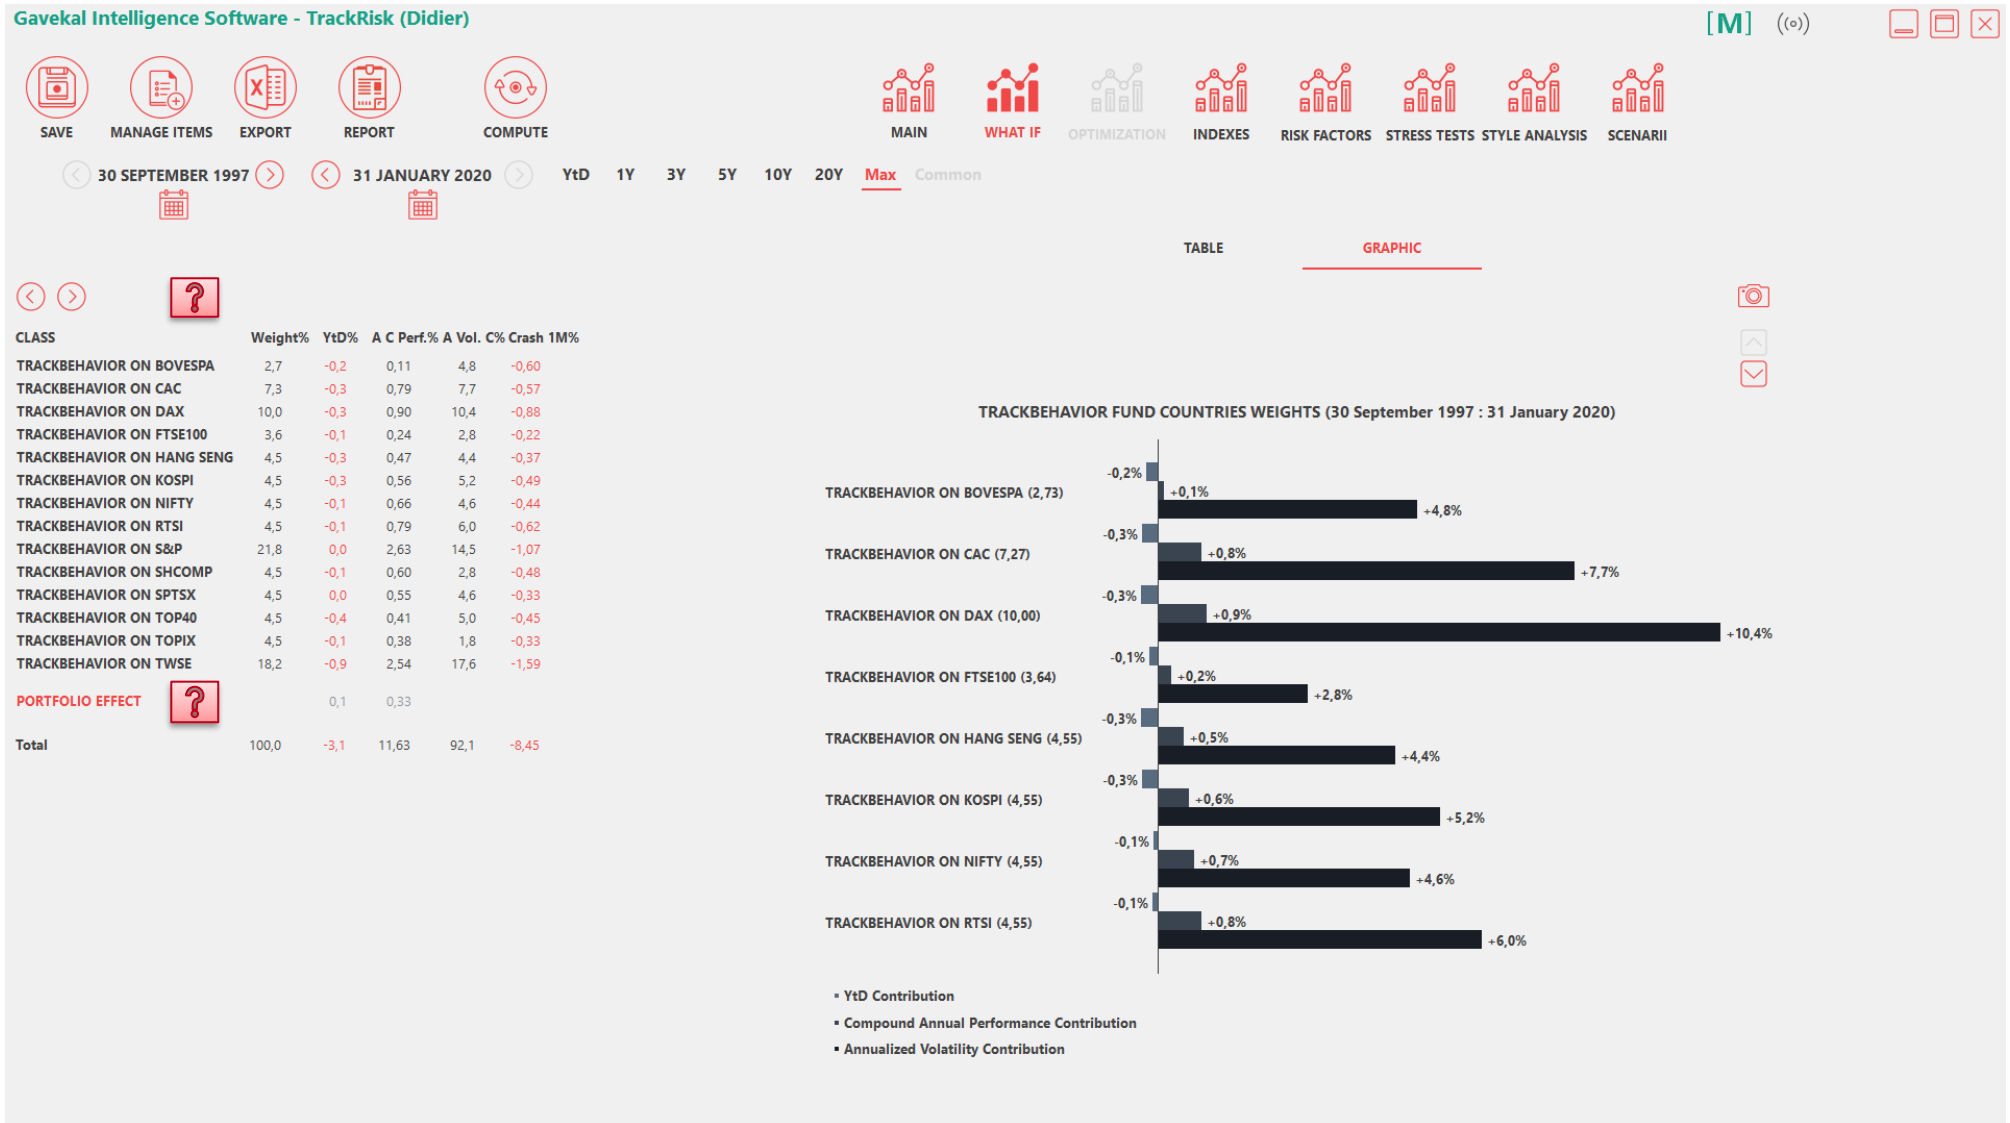 Gavekal Intelligence Software - TrackRisk (Didier)
[M]
SAVE MANAGE ITEMS EXPORT REPORT COMPUTE
MAIN WHAT IF OPTIMIZATION INDEXES RISK FACTORS STRESS TESTS STYLE ANALYSIS SCENARII
30 SEPTEMBER 1997 31 JANUARY 2020 YtD 1Y 3Y 5Y 10Y 20Y Max Common
TABLE GRAPHIC
?
CLASS Weight% YtD% A C Perf.% A Vol. C% Crash 1M%
TRACKBEHAVIOR ON BOVESPA 2,7 -0,2 0,11 4,8 -0,60
TRACKBEHAVIOR ON CAC 7,3 -0,3 0,79 7,7 -0,57
TRACKBEHAVIOR ON DAX 10,0 -0,3 0,90 10,4 -0,88
TRACKBEHAVIOR ON FTSE100 3,6 -0,1 0,24 2,8 -0,22
TRACKBEHAVIOR ON HANG SENG 4,5 -0,3 0,47 4,4 -0,37
TRACKBEHAVIOR ON KOSPI 4,5 -0,3 0,56 5,2 -0,49
TRACKBEHAVIOR ON NIFTY 4,5 -0,1 0,66 4,6 -0,44
TRACKBEHAVIOR ON RTSI 4,5 -0,1 0,79 6,0 -0,62
TRACKBEHAVIOR ON S&P 21,8 0,0 2,63 14,5 -1,07
TRACKBEHAVIOR ON SHCOMP 4,5 -0,1 0,60 2,8 -0,48
TRACKBEHAVIOR ON SPTSX 4,5 0,0 0,55 4,6 -0,33
TRACKBEHAVIOR ON TOP40 4,5 -0,4 0,41 5,0 -0,45
TRACKBEHAVIOR ON TOPIX 4,5 -0,1 0,38 1,8 -0,33
TRACKBEHAVIOR ON TWSE 18,2 -0,9 2,54 17,6 -1,59
PORTFOLIO EFFECT ? 0,1 0,33
Total 100,0 -3,1 11,63 92,1 -8,45
TRACKBEHAVIOR FUND COUNTRIES WEIGHTS (30 September 1997 : 31 January 2020)
-0,2%
TRACKBEHAVIOR ON BOVESPA (2,73) +0,1%
+4,8%
-0,3%
TRACKBEHAVIOR ON CAC (7,27) +0,8%
+7,7%
-0,3%
TRACKBEHAVIOR ON DAX (10,00) +0,9%
+10,4%
-0,1%
TRACKBEHAVIOR ON FTSE100 (3,64) +0,2%
+2,8%
-0,3%
TRACKBEHAVIOR ON HANG SENG (4,55) +0,5%
+4,4%
-0,3%
TRACKBEHAVIOR ON KOSPI (4,55) +0,6%
+5,2%
-0,1%
TRACKBEHAVIOR ON NIFTY (4,55) +0,7%
+4,6%
-0,1%
TRACKBEHAVIOR ON RTSI (4,55) +0,8%
+6,0%
YtD Contribution
Compound Annual Performance Contribution
Annualized Volatility Contribution